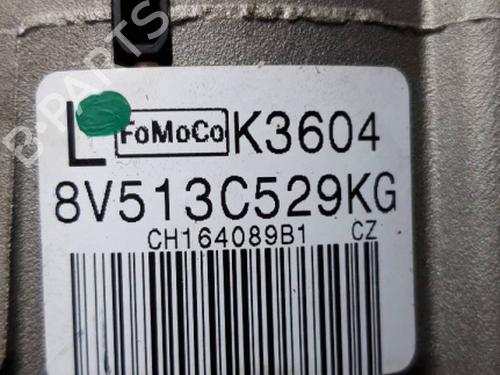 L FoMoCo K3604
8V513C529KG
CH164089B1 CZ
B-PARTS